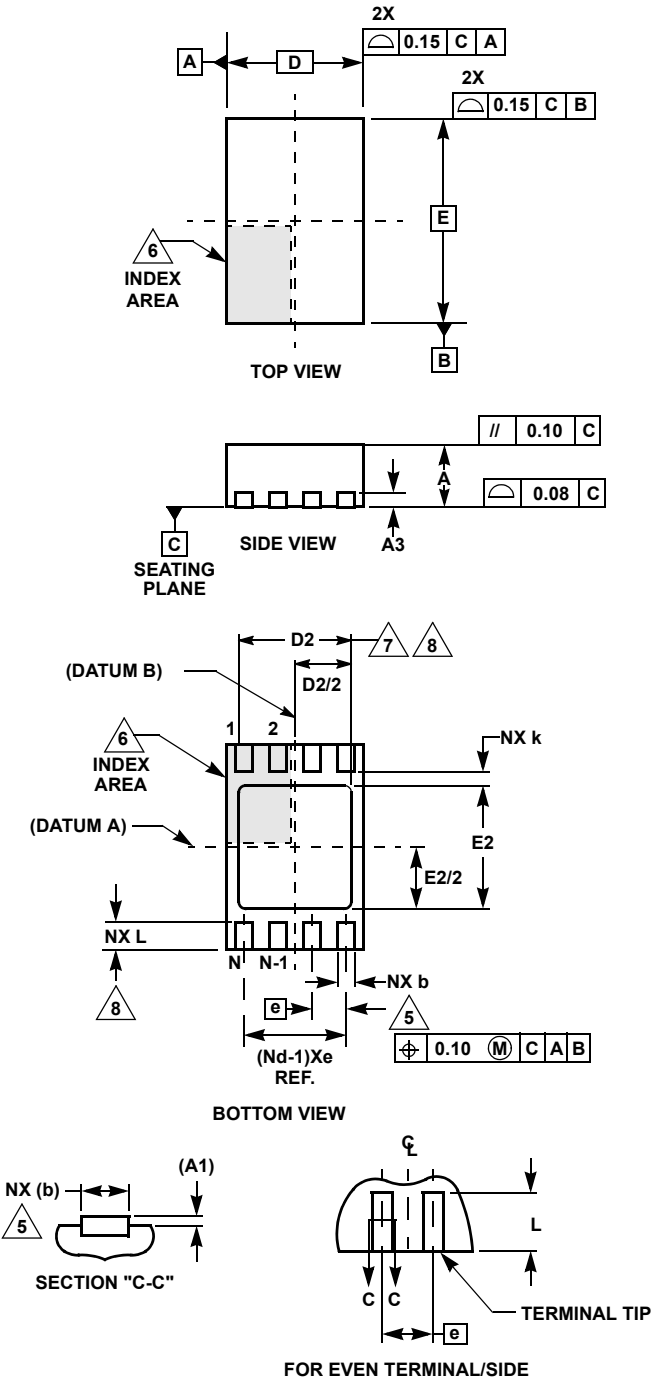 2X
0.15 C A
A D
2X
0.15 C B
E
6
INDEX
AREA
B
TOP VIEW
// 0.10 C
A
0.08 C
C
SIDE VIEW
A3
SEATING
PLANE
D2
7 8
(DATUM B)
D2/2
1 2
6
INDEX
AREA
NX k
(DATUM A)
E2
E2/2
NX L
N N-1
NX b
8
e
5
(Nd-1)Xe
REF.
⌖ 0.10 Ⓜ C A B
BOTTOM VIEW
(A1)
NX (b)
5
SECTION "C-C"
℄
L
C C
TERMINAL TIP
e
FOR EVEN TERMINAL/SIDE